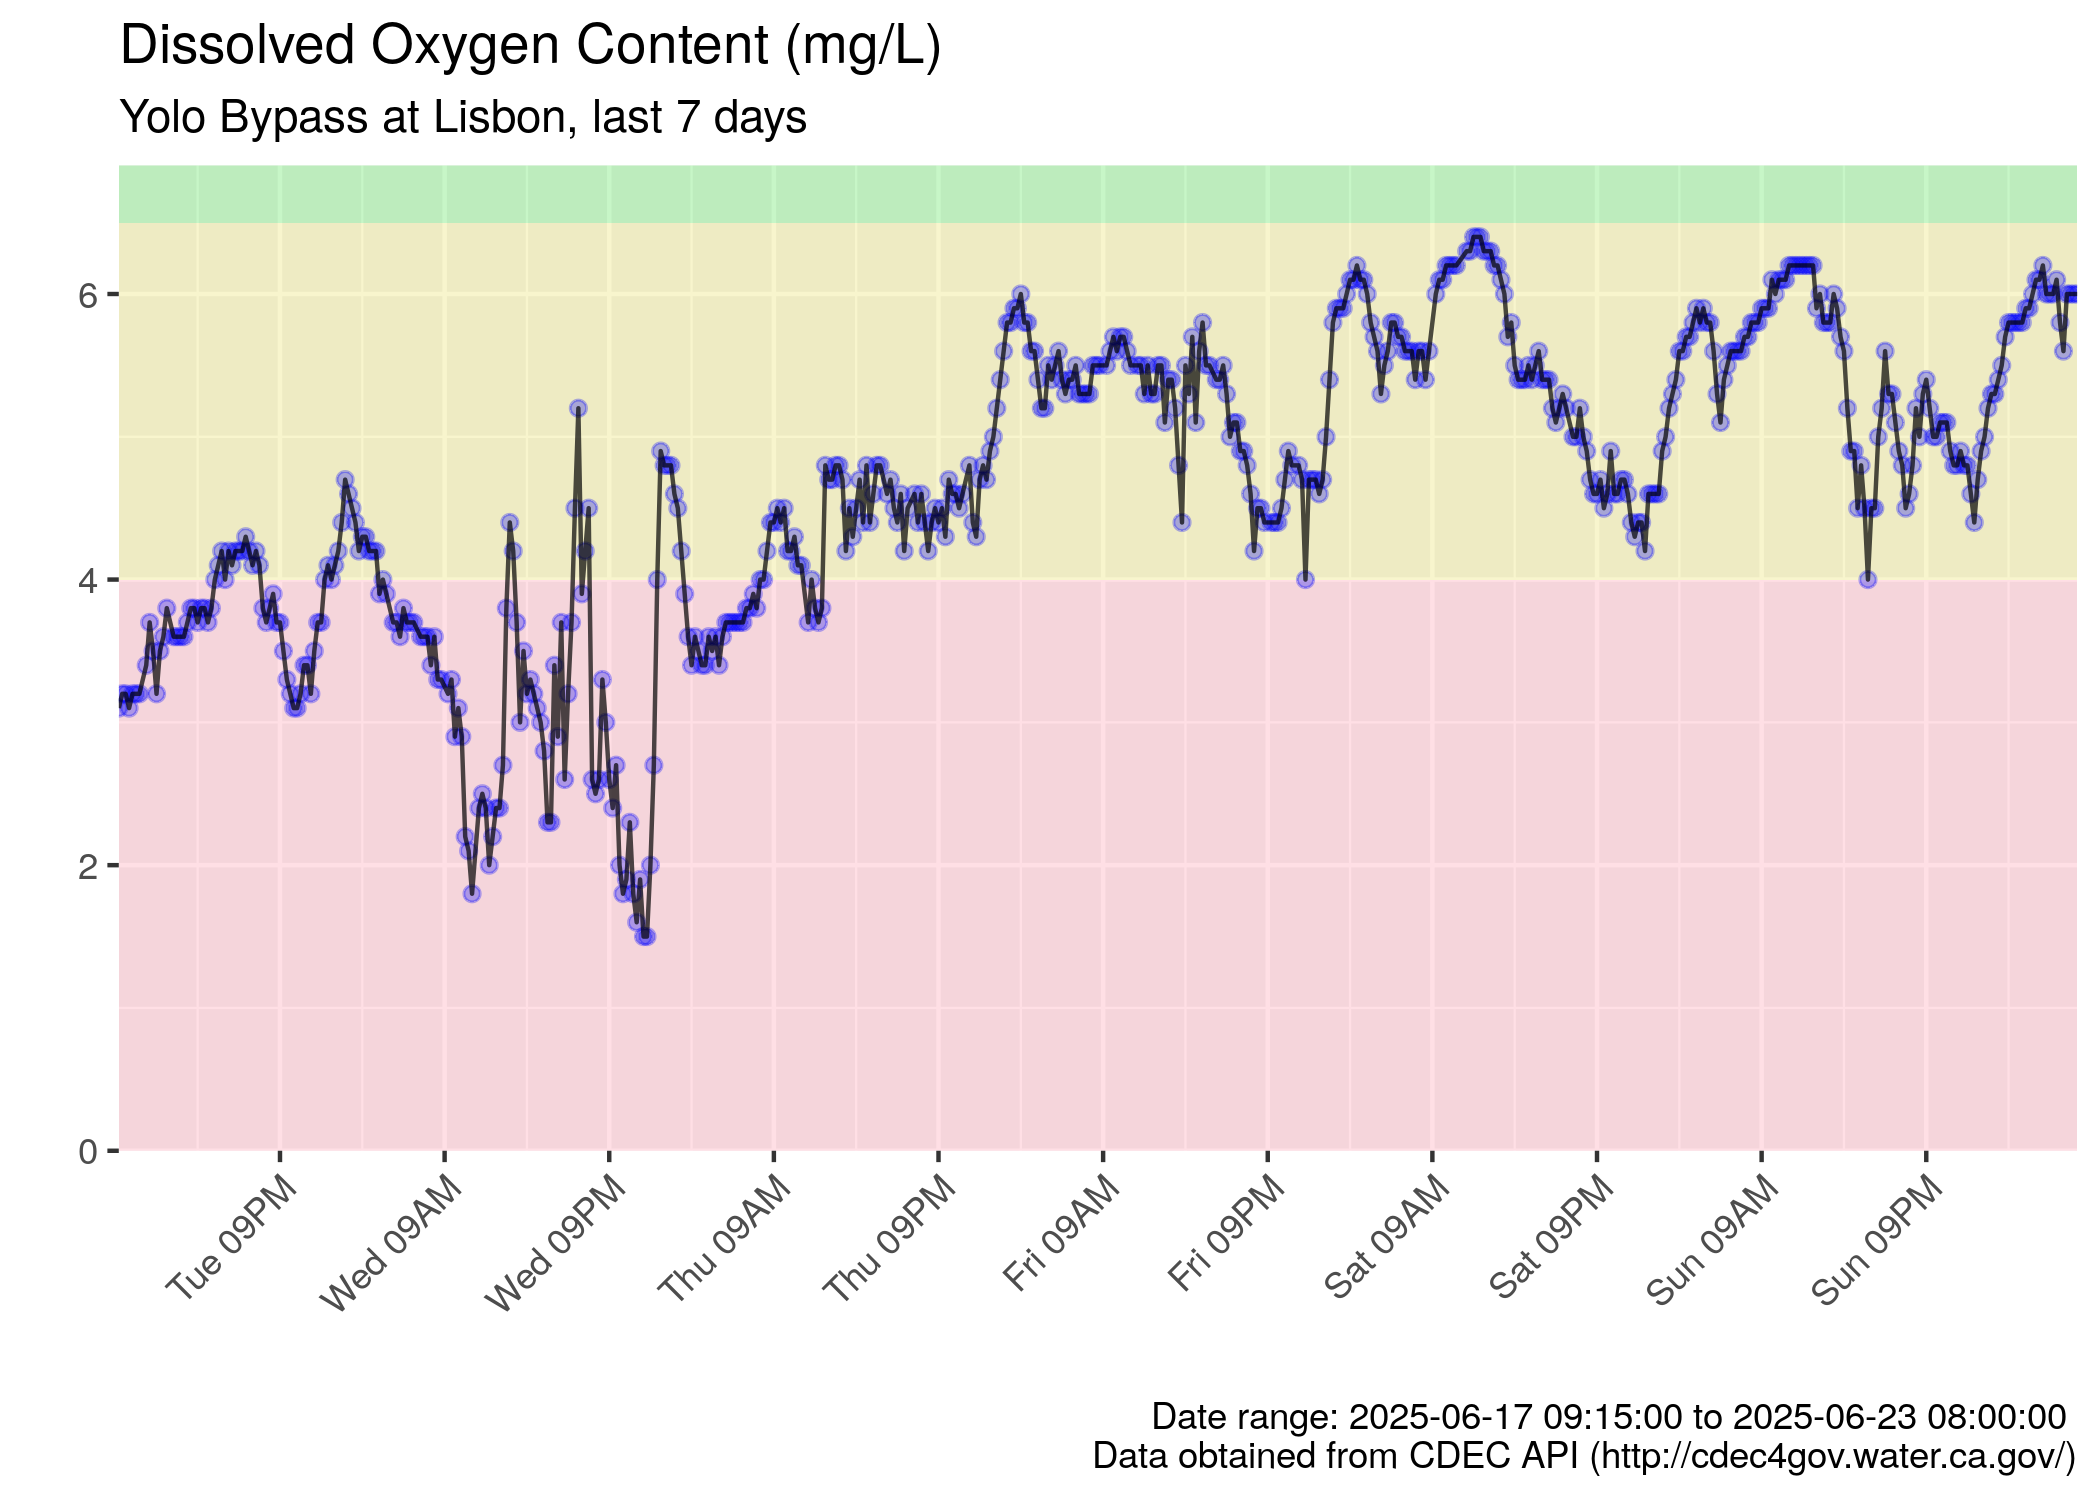 Dissolved Oxygen Content (mg/L)
Yolo Bypass at Lisbon, last 7 days
6
4
2
0
Tue 09PM
Wed 09AM
Wed 09PM
Thu 09AM
Thu 09PM
Fri 09AM
Fri 09PM
Sat 09AM
Sat 09PM
Sun 09AM
Sun 09PM
Date range: 2025-06-17 09:15:00 to 2025-06-23 08:00:00
Data obtained from CDEC API (http://cdec4gov.water.ca.gov/)